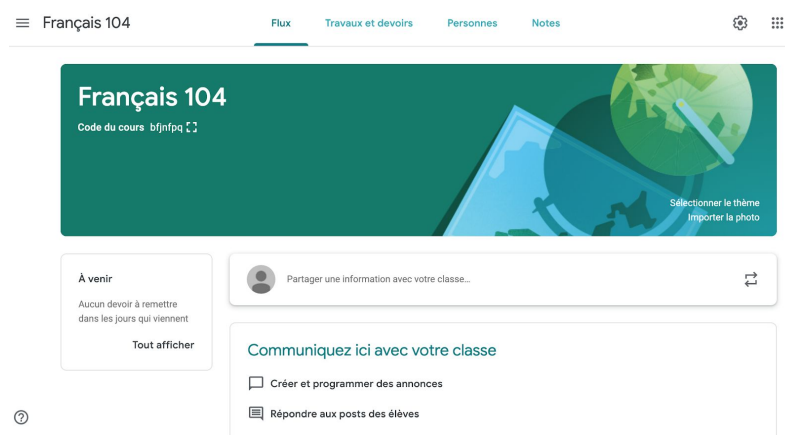 Français 104
Flux
Travaux et devoirs
Personnes
Notes
Français 104
Code du cours bfjnfpq
Sélectionner le thème
Importer la photo
À venir
Aucun devoir à remettre
dans les jours qui viennent
Tout afficher
Partager une information avec votre classe...
Communiquez ici avec votre classe
Créer et programmer des annonces
Répondre aux posts des élèves